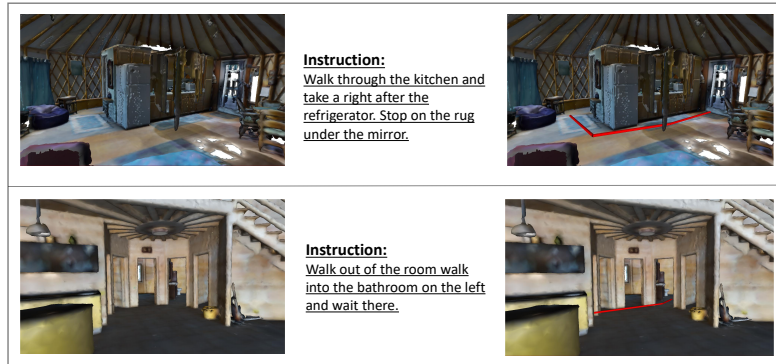 Instruction:
Walk through the kitchen and
take a right after the
refrigerator. Stop on the rug
under the mirror.
Instruction:
Walk out of the room walk
into the bathroom on the left
and wait there.